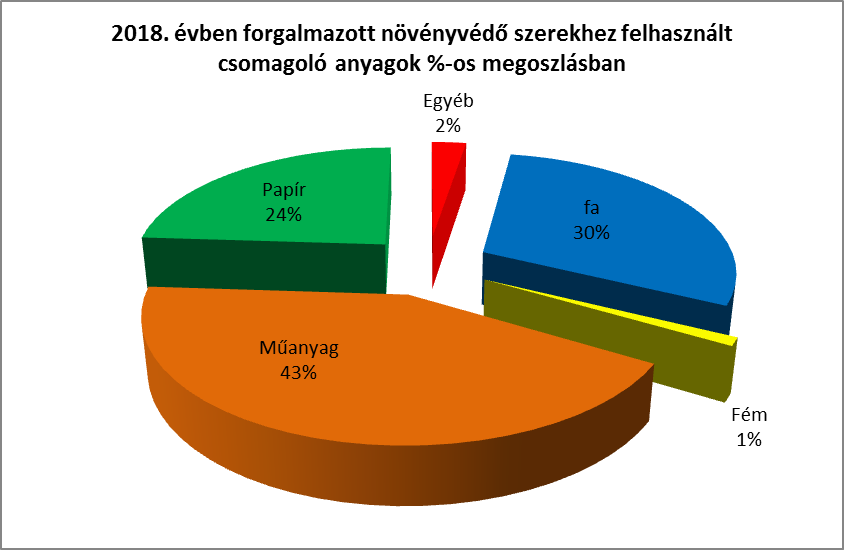 2018. évben forgalmazott növényvédő szerekhez felhasznált
csomagoló anyagok %-os megoszlásban
Egyéb
2%
fa
30%
Papír
24%
Műanyag
43%
Fém
1%